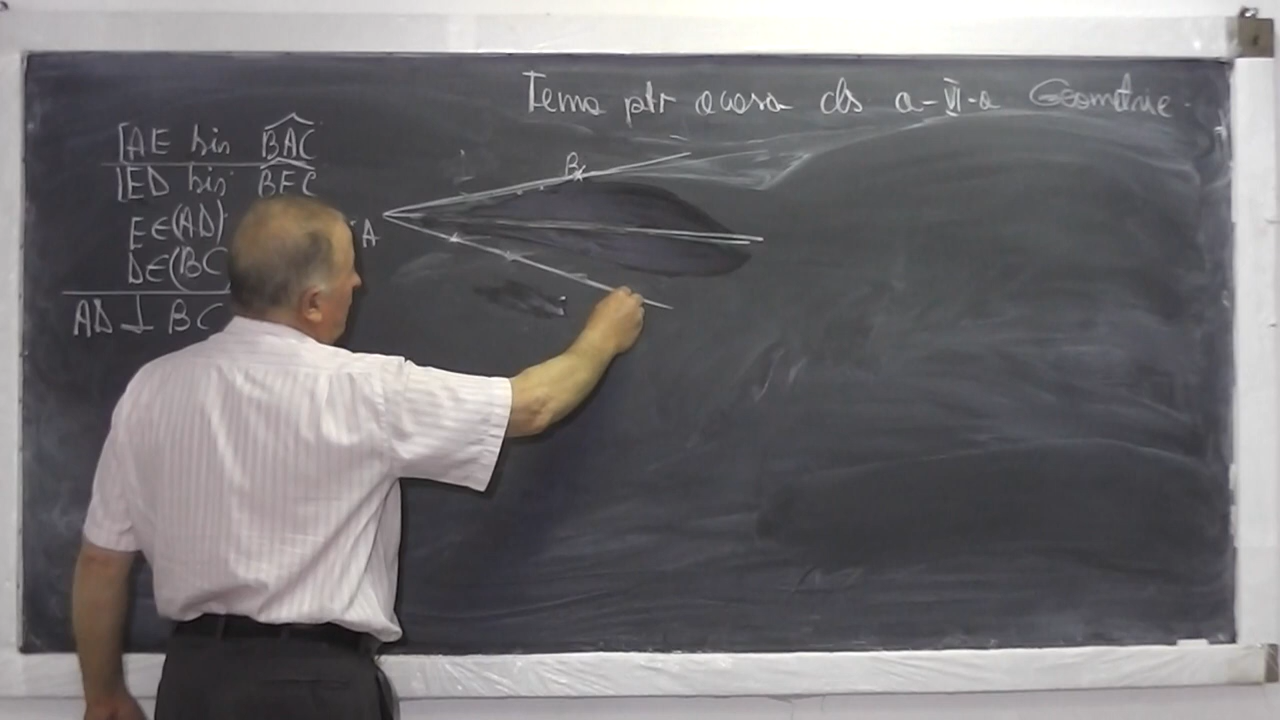 Tema ptr acasa cls a-VI-a Geometrie
[AE bis BAC
[ED bis BEC
E∈(AD)
D∈(BC
AD ⊥ BC
B
A